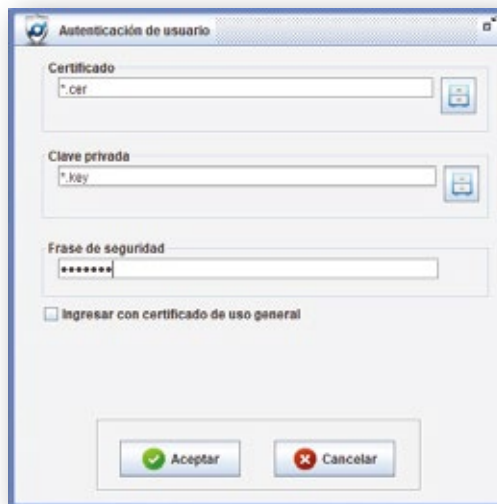 Autenticación de usuario
Certificado
*.cer
Clave privada
*.key
Frase de seguridad
•••••••
Ingresar con certificado de uso general
Aceptar
Cancelar